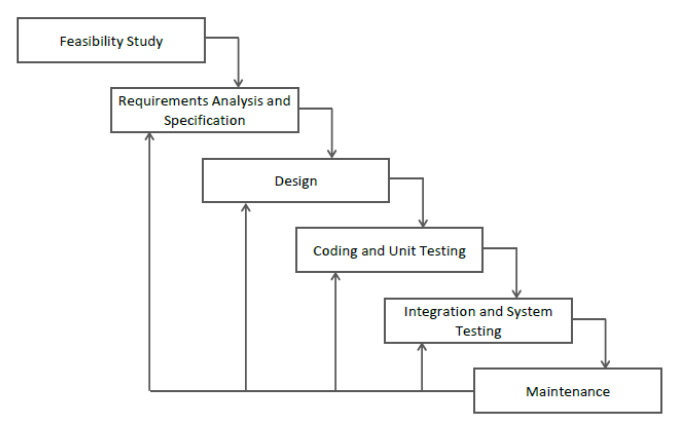 Feasibility Study
Requirements Analysis and
Specification
Design
Coding and Unit Testing
Integration and System
Testing
Maintenance